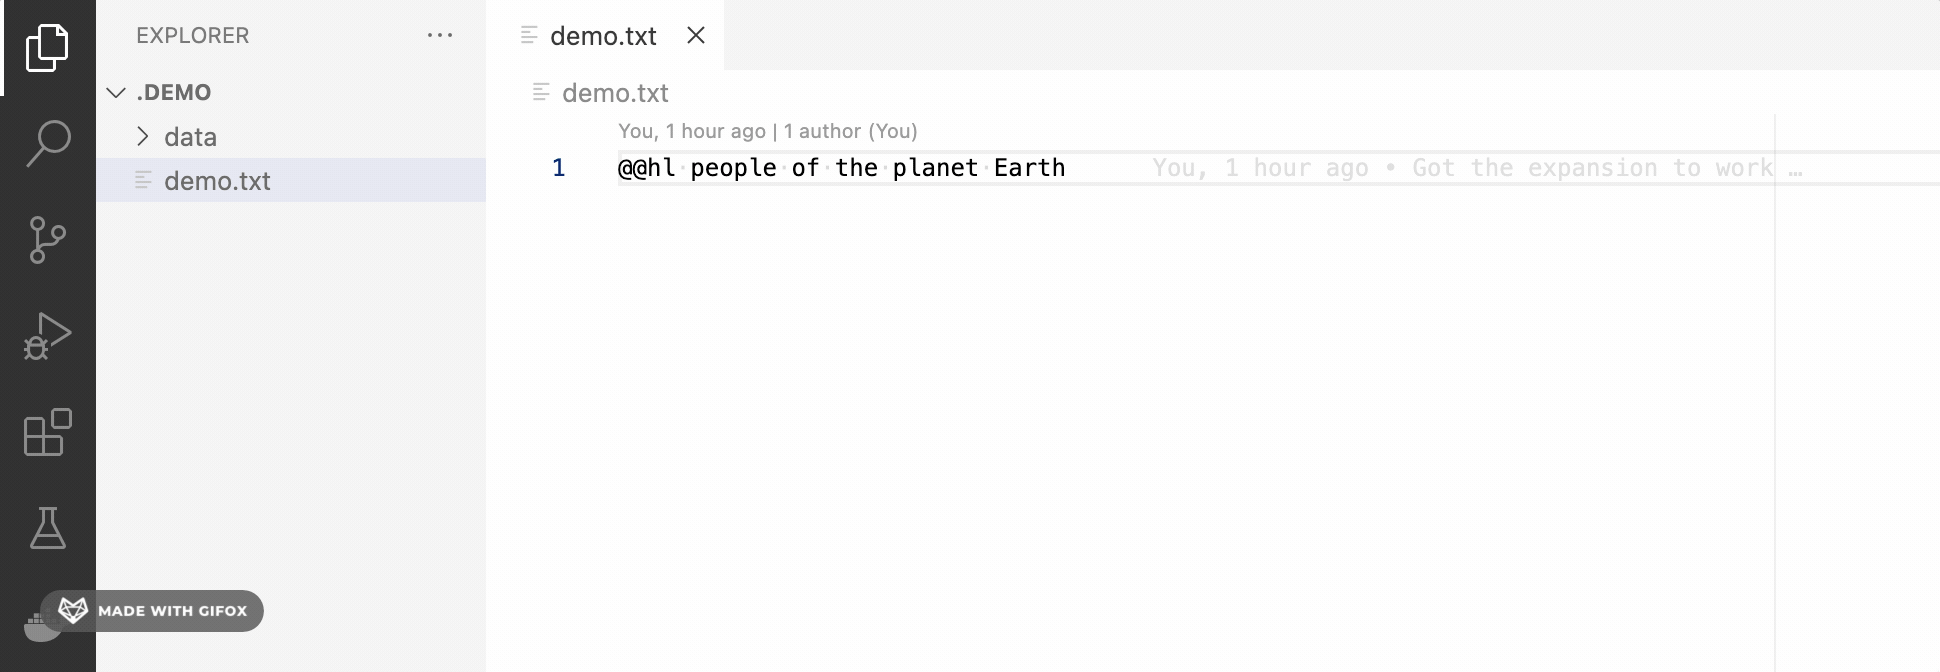 EXPLORER
demo.txt
.DEMO
demo.txt
You, 1 hour ago | 1 author (You)
data
1 @@hl people of the planet Earth You, 1 hour ago • Got the expansion to work …
demo.txt
MADE WITH GIFOX